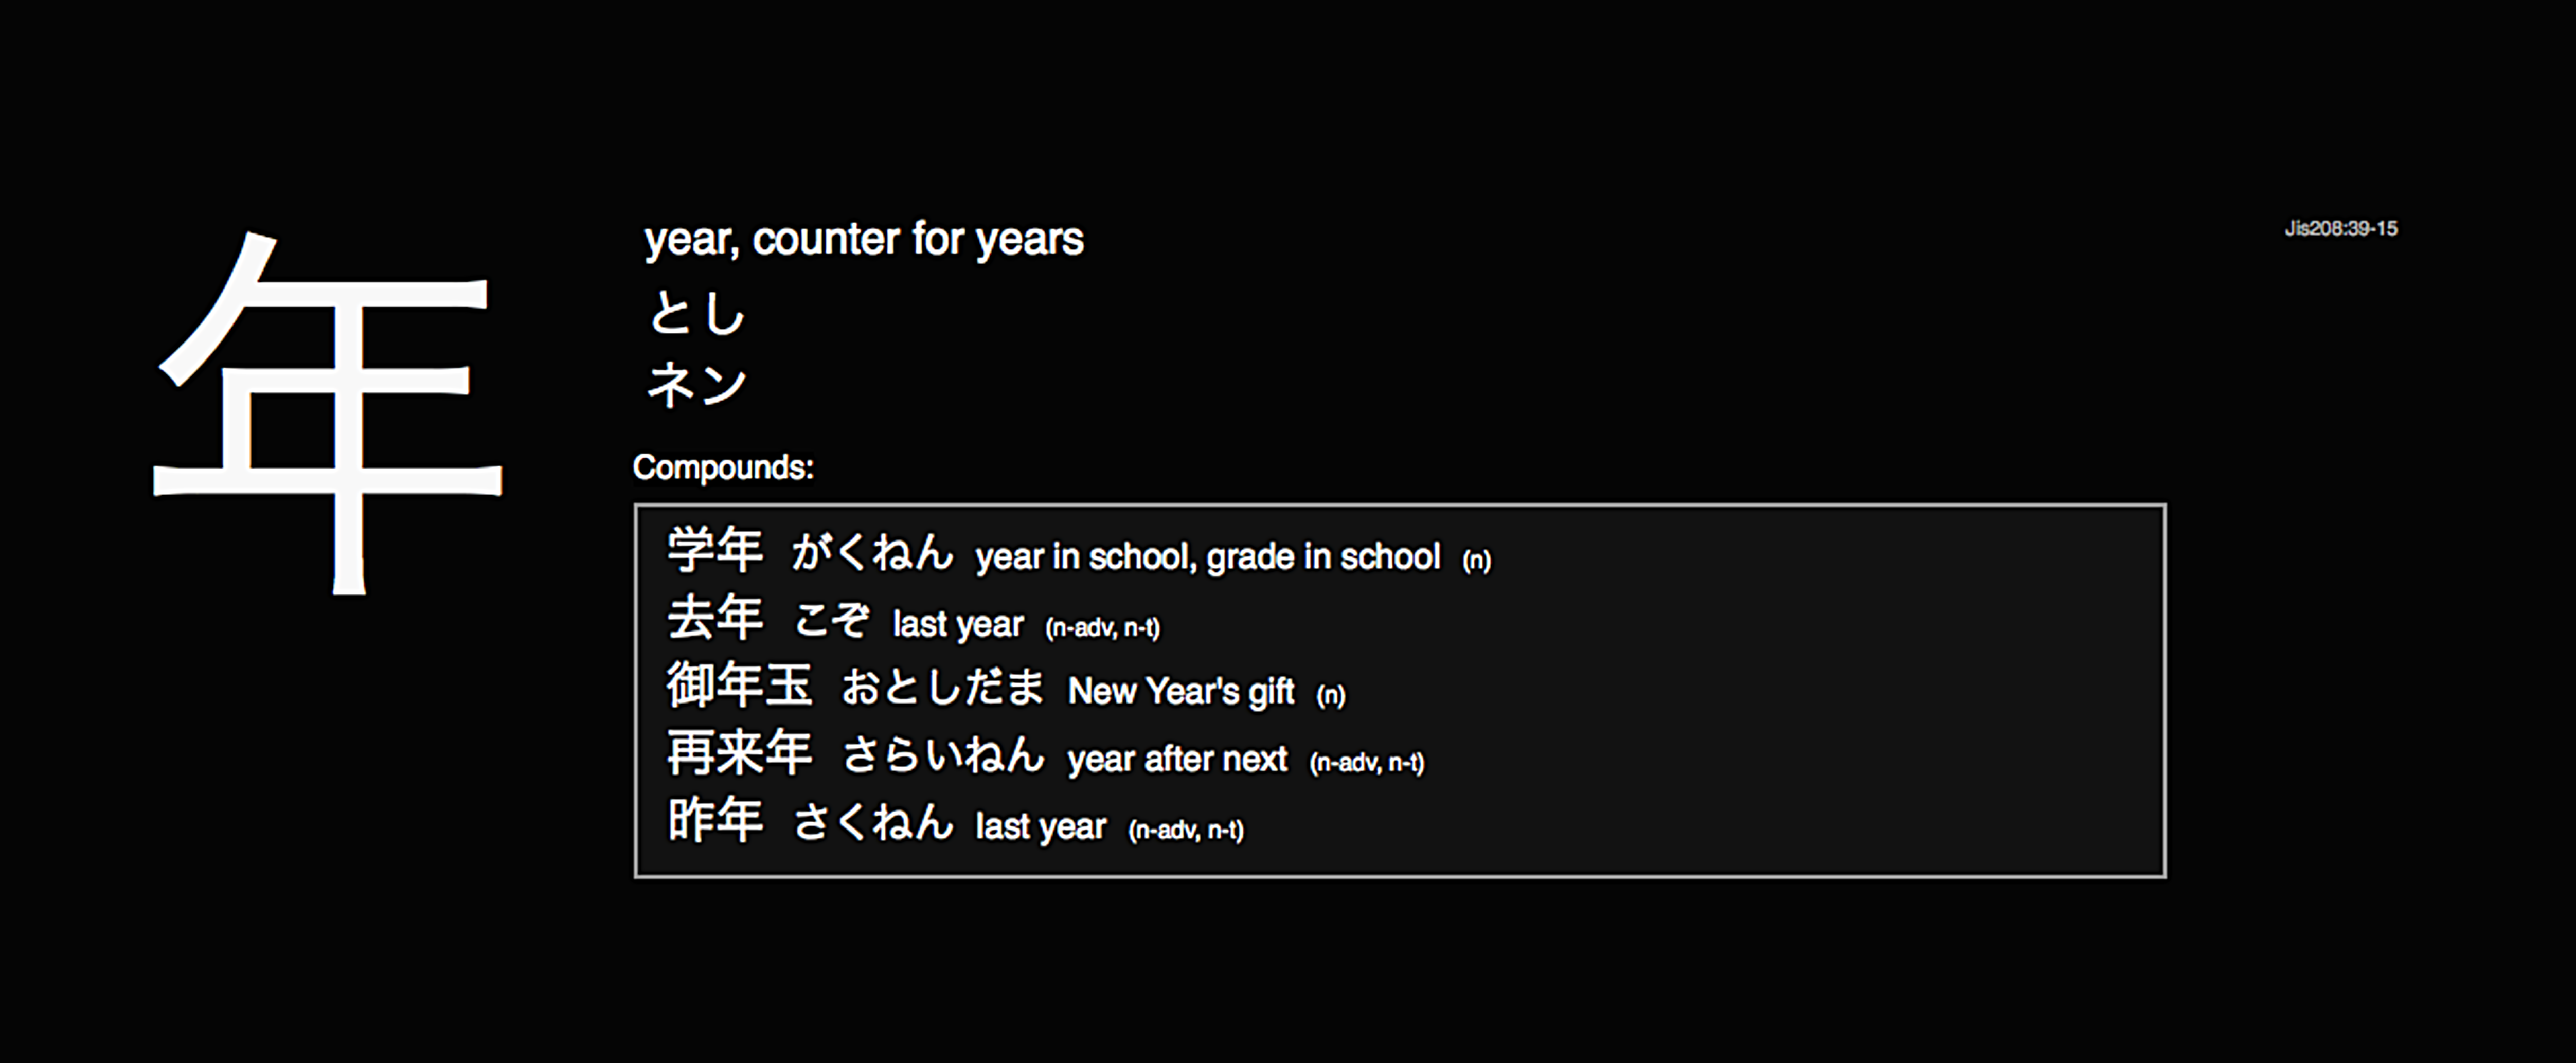 年
year, counter for years
Jis208:39-15
とし
ネン
Compounds:
学年 がくねん year in school, grade in school (n)
去年 こぞ last year (n-adv, n-t)
御年玉 おとしだま New Year's gift (n)
再来年 さらいねん year after next (n-adv, n-t)
昨年 さくねん last year (n-adv, n-t)